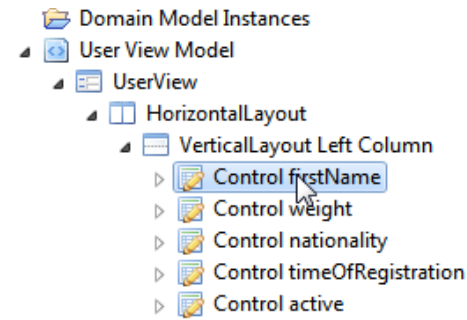 Domain Model Instances
User View Model
UserView
HorizontalLayout
VerticalLayout Left Column
Control firstName
Control weight
Control nationality
Control timeOfRegistration
Control active